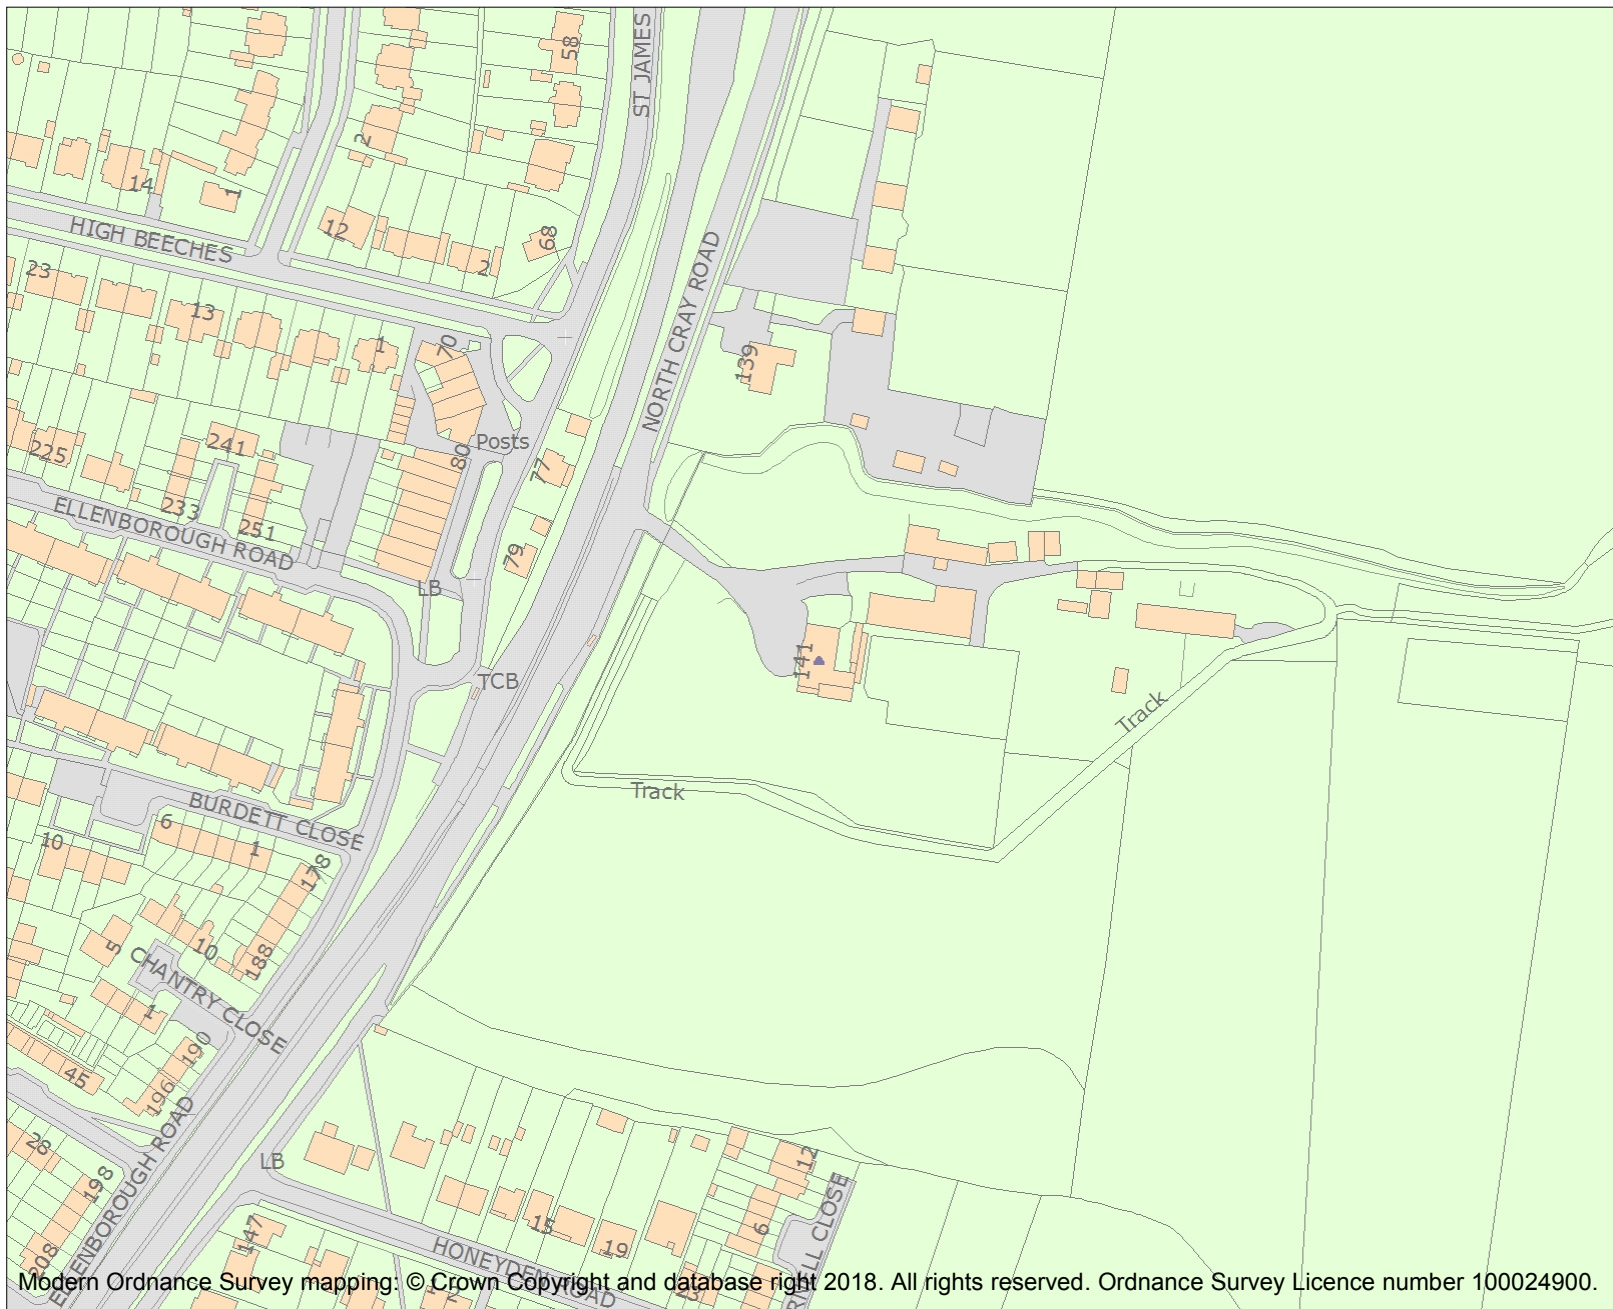 58
ST JAMES
2
14
1
HIGH BEECHES
12
68
2
NORTH CRAY ROAD
23
13
1
70
139
225
241
80
Posts
77
233
251
ELLENBOROUGH ROAD
79
LB
141
TCB
Track
Track
BURDETT CLOSE
6
1
10
178
5
10
188
CHANTRY CLOSE
1
190
45
196
28
LB
198
ELLENBOROUGH ROAD
12
15
19
6
147
208
HONEYDEN ROAD
23
Modern Ordnance Survey mapping: © Crown Copyright and database right 2018. All rights reserved. Ordnance Survey Licence number 100024900.